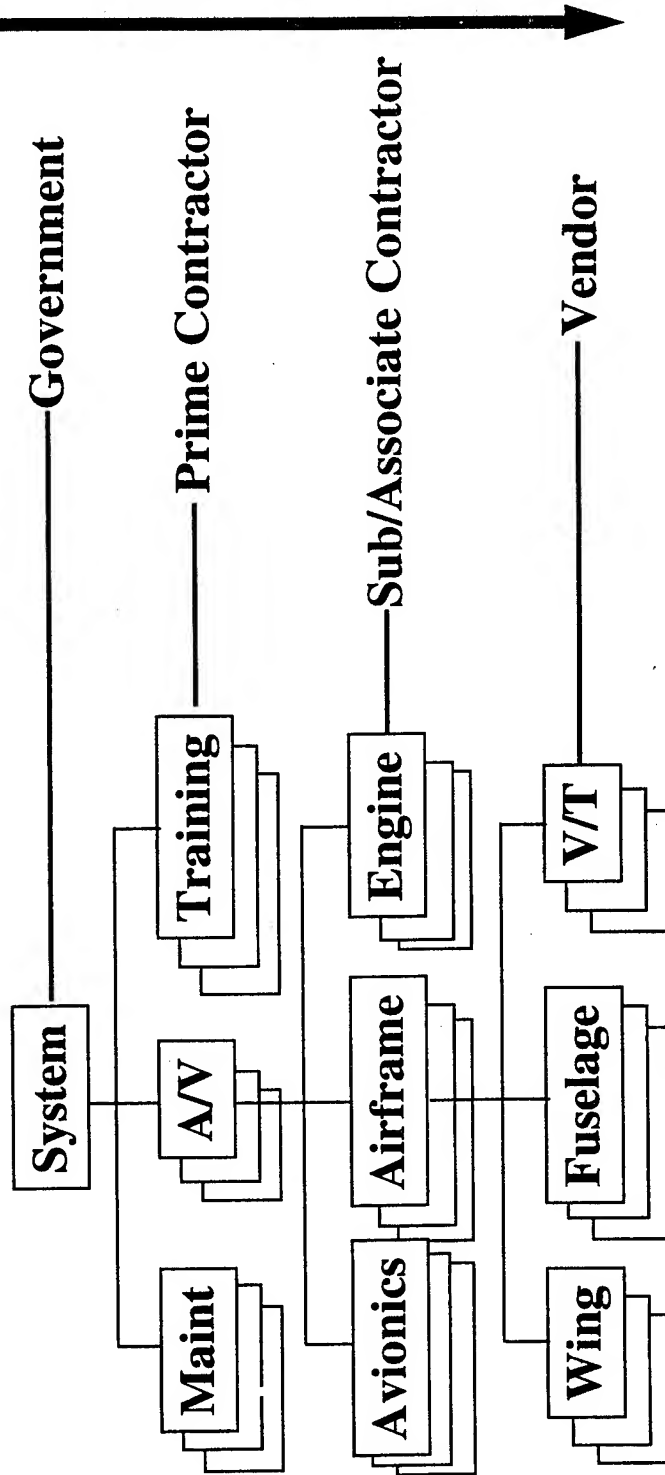 System
Government
Maint
A/V
Training
Prime Contractor
Avionics
Airframe
Engine
Sub/Associate Contractor
Wing
Fuselage
V/T
Vendor